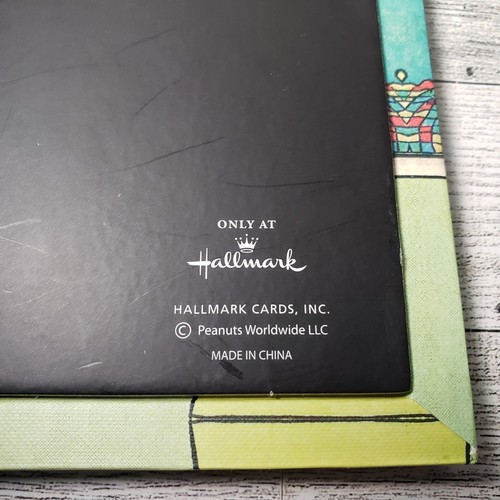 ONLY AT
Hallmark
HALLMARK CARDS, INC.
© Peanuts Worldwide LLC
MADE IN CHINA